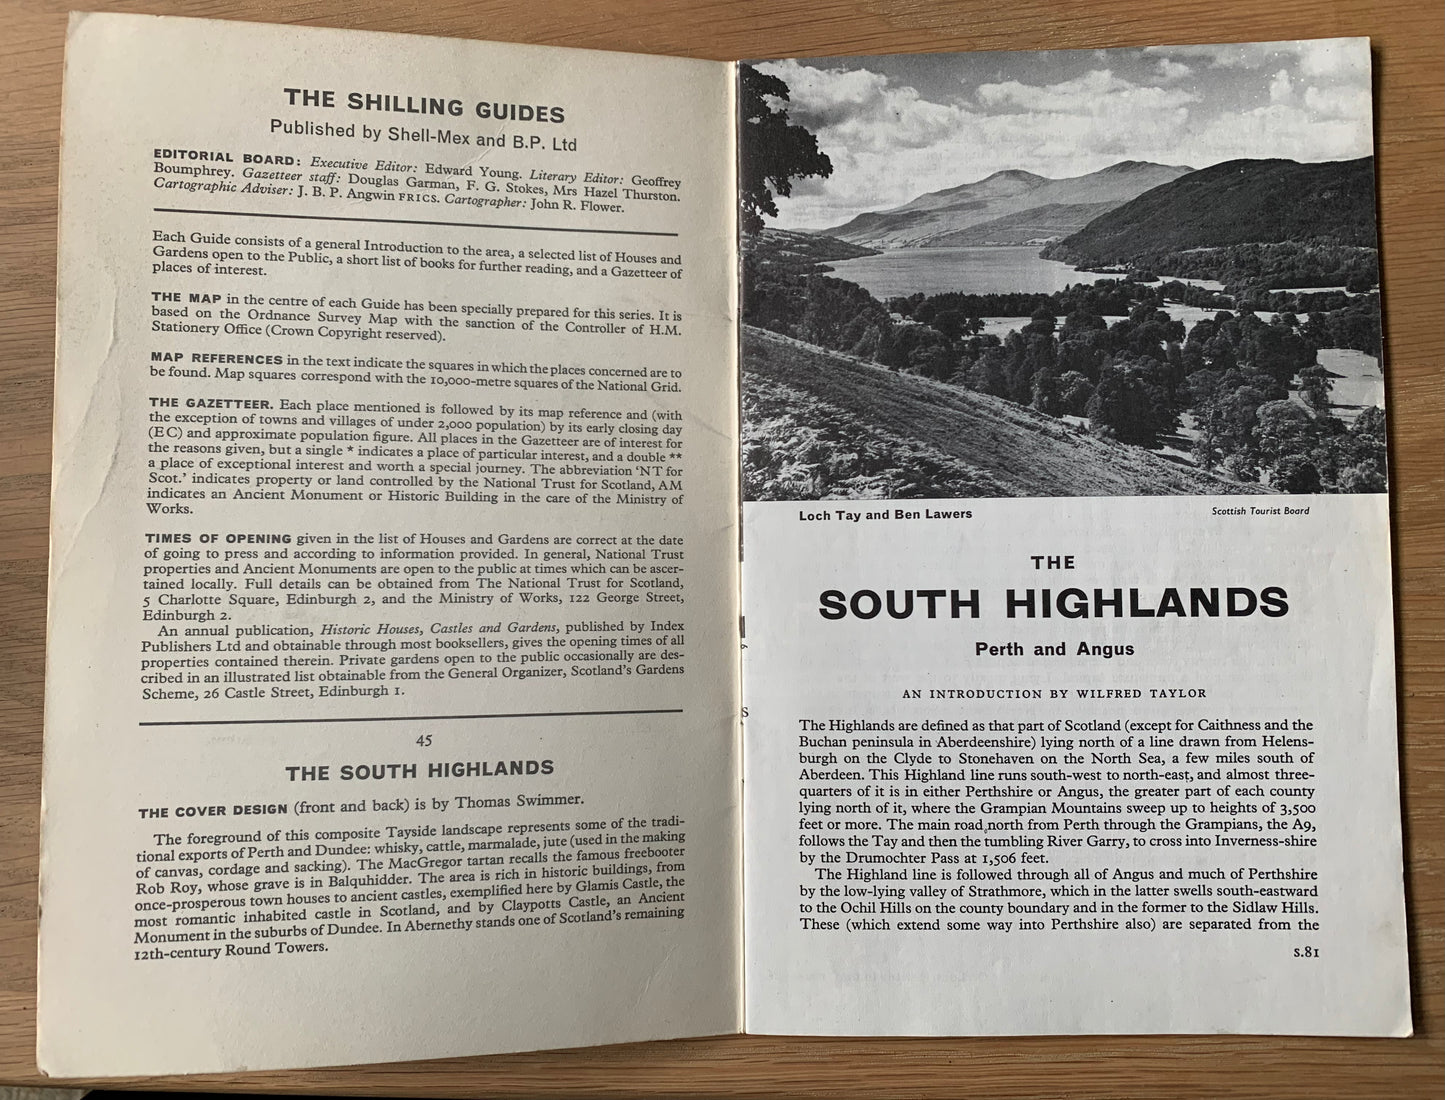 THE SHILLING GUIDES
Published by Shell-Mex and B.P. Ltd
EDITORIAL BOARD: Executive Editor: Edward Young. Literary Editor: Geoffrey
Boumphrey. Gazetteer staff: Douglas Garman, F. G. Stokes, Mrs Hazel Thurston.
Cartographic Adviser: J. B. P. Angwin FRICS. Cartographer: John R. Flower.
Each Guide consists of a general Introduction to the area, a selected list of Houses and
Gardens open to the Public, a short list of books for further reading, and a Gazetteer of
places of interest.
THE MAP in the centre of each Guide has been specially prepared for this series. It is
based on the Ordnance Survey Map with the sanction of the Controller of H.M.
Stationery Office (Crown Copyright reserved).
MAP REFERENCES in the text indicate the squares in which the places concerned are to
be found. Map squares correspond with the 10,000-metre squares of the National Grid.
THE GAZETTEER. Each place mentioned is followed by its map reference and (with
the exception of towns and villages of under 2,000 population) by its early closing day
(EC) and approximate population figure. All places in the Gazetteer are of interest for
the reasons given, but a single * indicates a place of particular interest, and a double **
a place of exceptional interest and worth a special journey. The abbreviation 'NT for
Scot.' indicates property or land controlled by the National Trust for Scotland, AM
indicates an Ancient Monument or Historic Building in the care of the Ministry of
Works.
TIMES OF OPENING given in the list of Houses and Gardens are correct at the date
of going to press and according to information provided. In general, National Trust
properties and Ancient Monuments are open to the public at times which can be ascer-
tained locally. Full details can be obtained from The National Trust for Scotland,
5 Charlotte Square, Edinburgh 2, and the Ministry of Works, 122 George Street,
Edinburgh 2.
An annual publication, Historic Houses, Castles and Gardens, published by Index
Publishers Ltd and obtainable through most booksellers, gives the opening times of all
properties contained therein. Private gardens open to the public occasionally are des-
cribed in an illustrated list obtainable from the General Organizer, Scotland's Gardens
Scheme, 26 Castle Street, Edinburgh 1.
45
THE SOUTH HIGHLANDS
THE COVER DESIGN (front and back) is by Thomas Swimmer.
The foreground of this composite Tayside landscape represents some of the tradi-
tional exports of Perth and Dundee: whisky, cattle, marmalade, jute (used in the making
of canvas, cordage and sacking). The MacGregor tartan recalls the famous freebooter
Rob Roy, whose grave is in Balquhidder. The area is rich in historic buildings, from
once-prosperous town houses to ancient castles, exemplified here by Glamis Castle, the
most romantic inhabited castle in Scotland, and by Claypotts Castle, an Ancient
Monument in the suburbs of Dundee. In Abernethy stands one of Scotland's remaining
12th-century Round Towers.
Loch Tay and Ben Lawers
Scottish Tourist Board
THE
SOUTH HIGHLANDS
Perth and Angus
AN INTRODUCTION BY WILFRED TAYLOR
The Highlands are defined as that part of Scotland (except for Caithness and the
Buchan peninsula in Aberdeenshire) lying north of a line drawn from Helens-
burgh on the Clyde to Stonehaven on the North Sea, a few miles south of
Aberdeen. This Highland line runs south-west to north-east, and almost three-
quarters of it is in either Perthshire or Angus, the greater part of each county
lying north of it, where the Grampian Mountains sweep up to heights of 3,500
feet or more. The main road north from Perth through the Grampians, the A9,
follows the Tay and then the tumbling River Garry, to cross into Inverness-shire
by the Drumochter Pass at 1,506 feet.
The Highland line is followed through all of Angus and much of Perthshire
by the low-lying valley of Strathmore, which in the latter swells south-eastward
to the Ochil Hills on the county boundary and in the former to the Sidlaw Hills.
These (which extend some way into Perthshire also) are separated from the
S.81